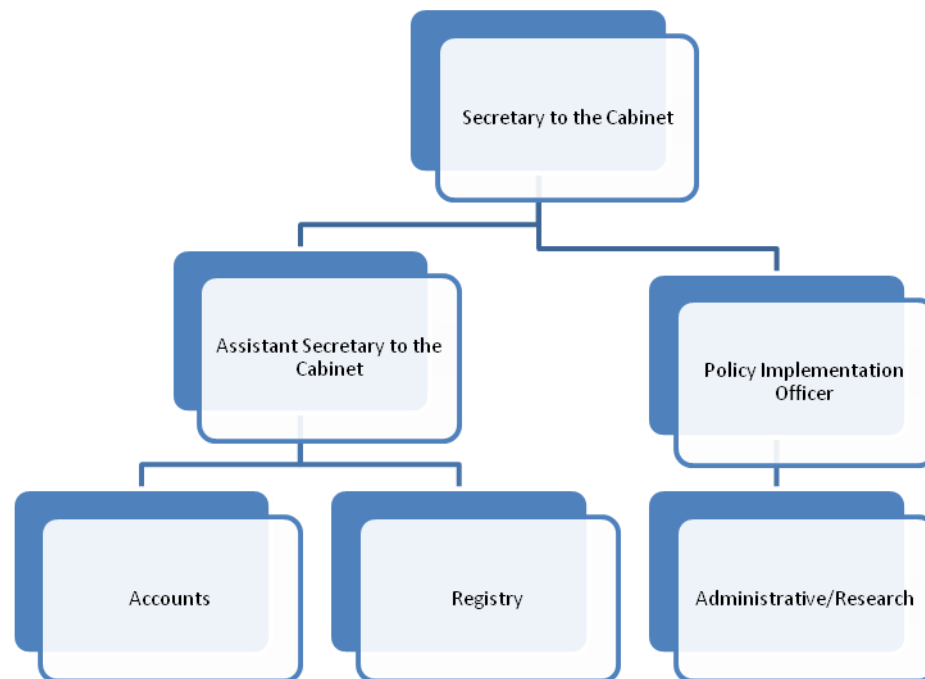 Secretary to the Cabinet
Assistant Secretary to the
Cabinet
Policy Implementation
Officer
Accounts
Registry
Administrative/Research